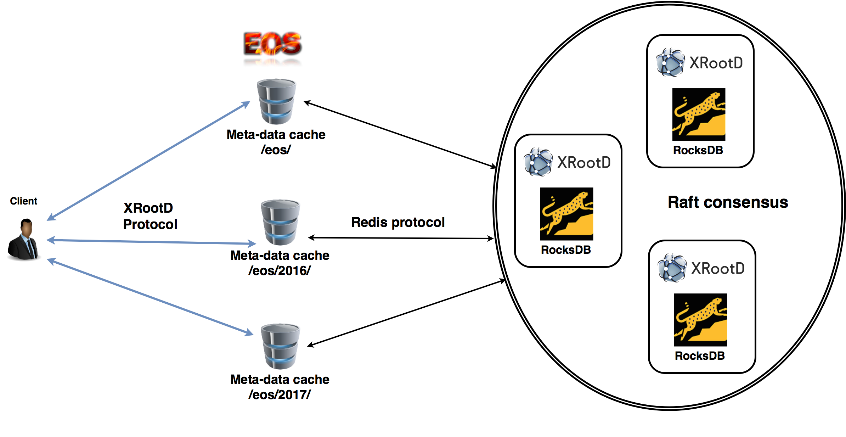 EOS
Client
Meta-data cache
/eos/
XRootD
Protocol
Meta-data cache
/eos/2016/
Redis protocol
Meta-data cache
/eos/2017/
XRootD
RocksDB
XRootD
RocksDB
Raft consensus
XRootD
RocksDB